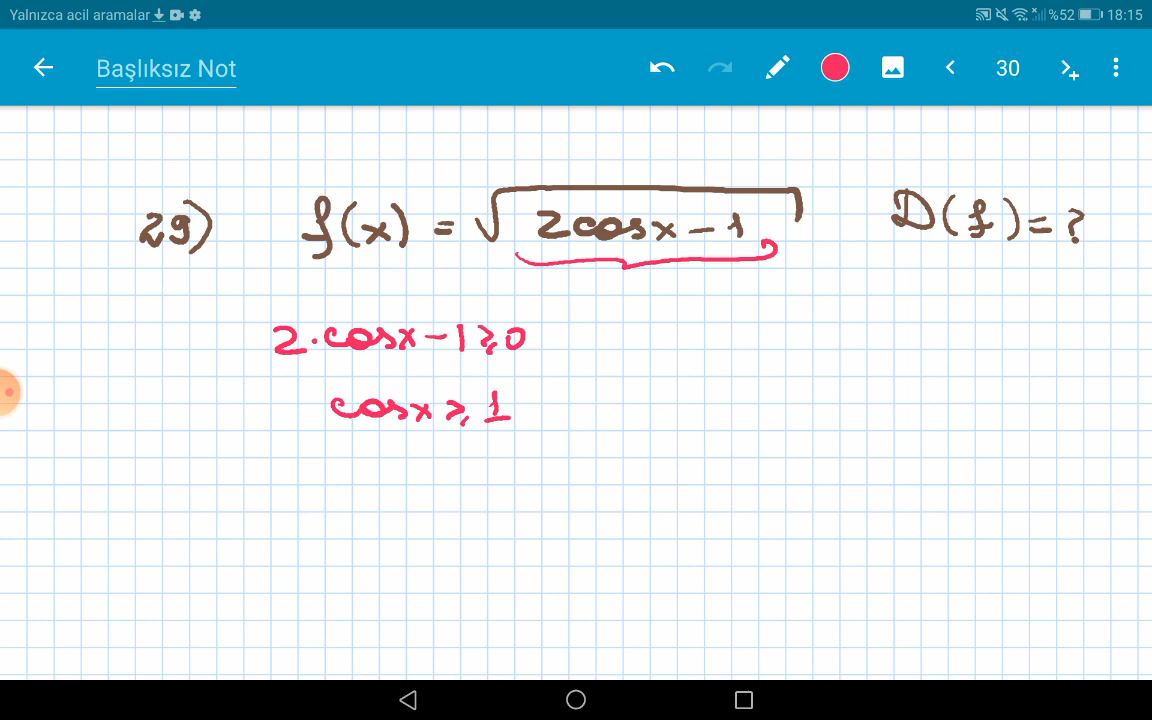 Yalnızca acil aramalar %52 18:15
Başlıksız Not 30
29) f(x) = √(2cosx - 1) D(f) = ?
2·cosx - 1 ≥ 0
cosx ≥ 1